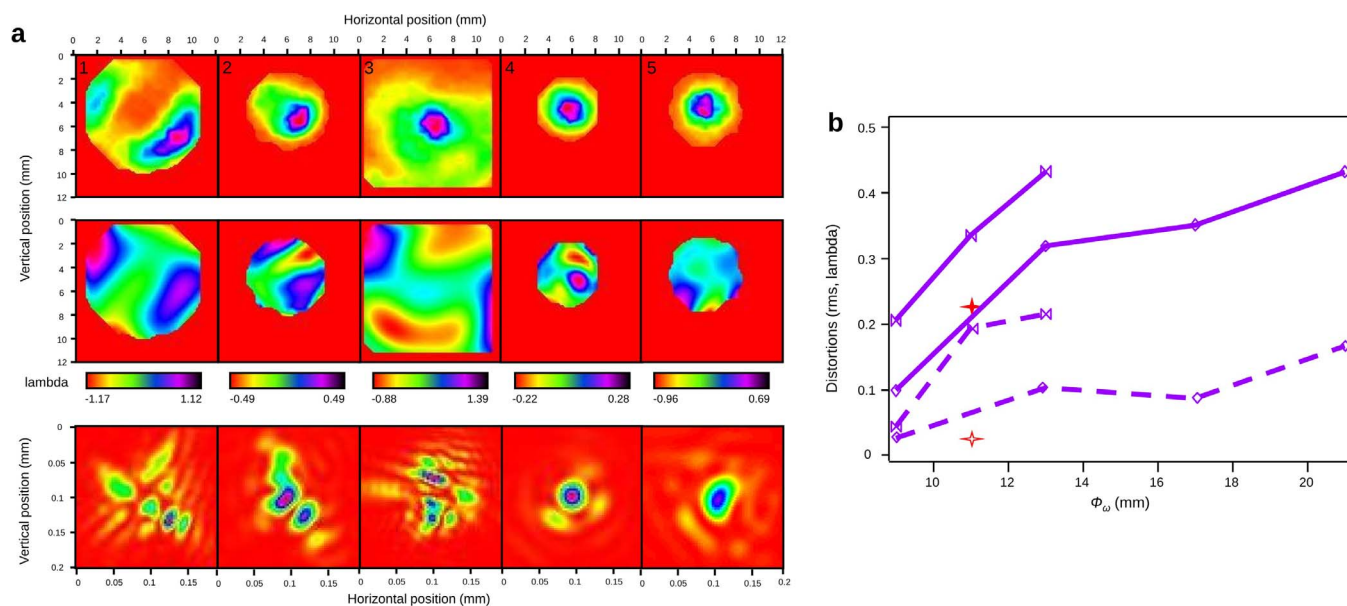 a
Horizontal position (mm)
0 2 4 6 8 10 0 2 4 6 8 10 0 2 4 6 8 10 0 2 4 6 8 10 0 2 4 6 8 10 12
Vertical position (mm)
0
2
4
6
8
10
12
1 2 3 4 5
0
2
4
6
8
10
12
lambda
-1.17 1.12 -0.49 0.49 -0.88 1.39 -0.22 0.28 -0.96 0.69
Vertical position (mm)
0
0.05
0.1
0.15
0.2
0 0.05 0.1 0.15 0 0.05 0.1 0.15 0 0.05 0.1 0.15 0 0.05 0.1 0.15 0 0.05 0.1 0.15 0.2
Horizontal position (mm)
b
Distortions (rms, lambda)
0.5
0.4
0.3
0.2
0.1
0
10 12 14 16 18 20
Φω (mm)